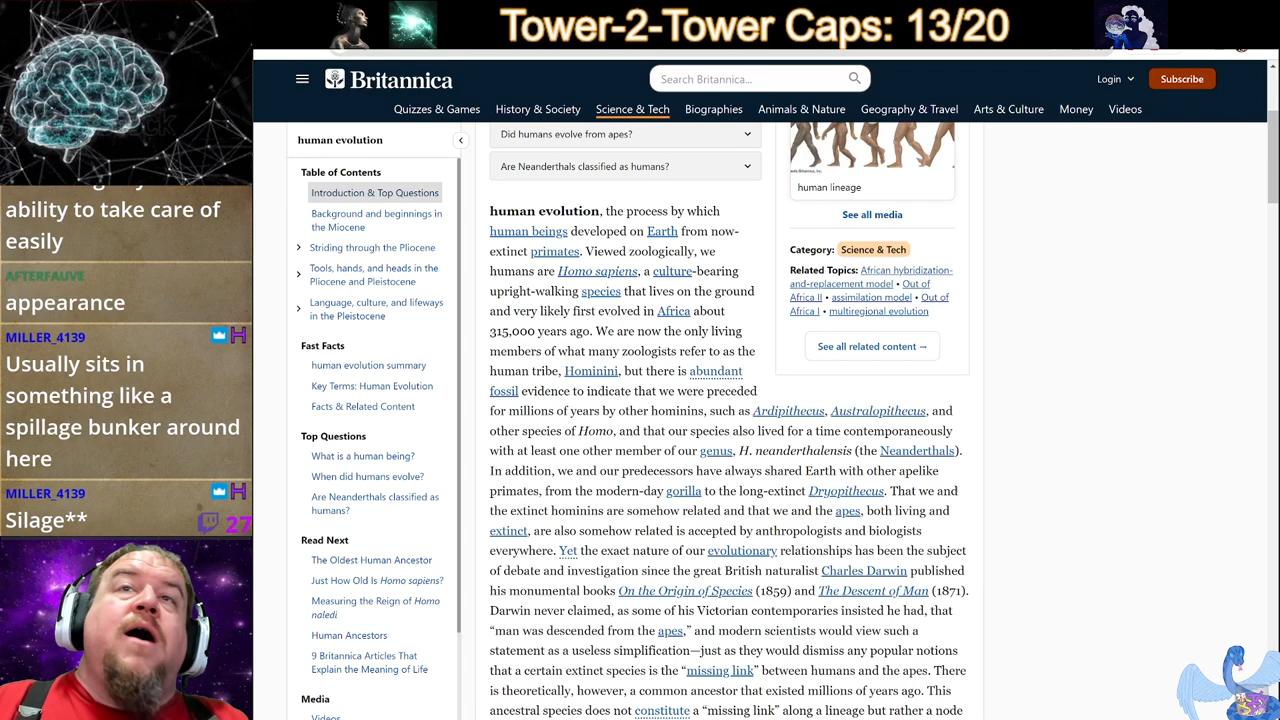 Tower-2-Tower Caps: 13/20
ability to take care of
easily
AFTERFAUVE
appearance
MILLER_4139
Usually sits in
something like a
spillage bunker around
here
MILLER_4139
Silage**
27
Britannica
Search Britannica...
Login
Subscribe
Quizzes & Games
History & Society
Science & Tech
Biographies
Animals & Nature
Geography & Travel
Arts & Culture
Money
Videos
human evolution
Table of Contents
Introduction & Top Questions
Background and beginnings in
the Miocene
Striding through the Pliocene
Tools, hands, and heads in the
Pliocene and Pleistocene
Language, culture, and lifeways
in the Pleistocene
Fast Facts
human evolution summary
Key Terms: Human Evolution
Facts & Related Content
Top Questions
What is a human being?
When did humans evolve?
Are Neanderthals classified as
humans?
Read Next
The Oldest Human Ancestor
Just How Old Is Homo sapiens?
Measuring the Reign of Homo
naledi
Human Ancestors
9 Britannica Articles That
Explain the Meaning of Life
Media
Videos
Did humans evolve from apes?
Are Neanderthals classified as humans?
human evolution, the process by which
human beings developed on Earth from now-
extinct primates. Viewed zoologically, we
humans are Homo sapiens, a culture-bearing
upright-walking species that lives on the ground
and very likely first evolved in Africa about
315,000 years ago. We are now the only living
members of what many zoologists refer to as the
human tribe, Hominini, but there is abundant
fossil evidence to indicate that we were preceded
for millions of years by other hominins, such as Ardipithecus, Australopithecus, and
other species of Homo, and that our species also lived for a time contemporaneously
with at least one other member of our genus, H. neanderthalensis (the Neanderthals).
In addition, we and our predecessors have always shared Earth with other apelike
primates, from the modern-day gorilla to the long-extinct Dryopithecus. That we and
the extinct hominins are somehow related and that we and the apes, both living and
extinct, are also somehow related is accepted by anthropologists and biologists
everywhere. Yet the exact nature of our evolutionary relationships has been the subject
of debate and investigation since the great British naturalist Charles Darwin published
his monumental books On the Origin of Species (1859) and The Descent of Man (1871).
Darwin never claimed, as some of his Victorian contemporaries insisted he had, that
“man was descended from the apes,” and modern scientists would view such a
statement as a useless simplification—just as they would dismiss any popular notions
that a certain extinct species is the “missing link” between humans and the apes. There
is theoretically, however, a common ancestor that existed millions of years ago. This
ancestral species does not constitute a “missing link” along a lineage but rather a node
human lineage
See all media
Category: Science & Tech
Related Topics: African hybridization-
and-replacement model • Out of
Africa II • assimilation model • Out of
Africa I • multiregional evolution
See all related content →